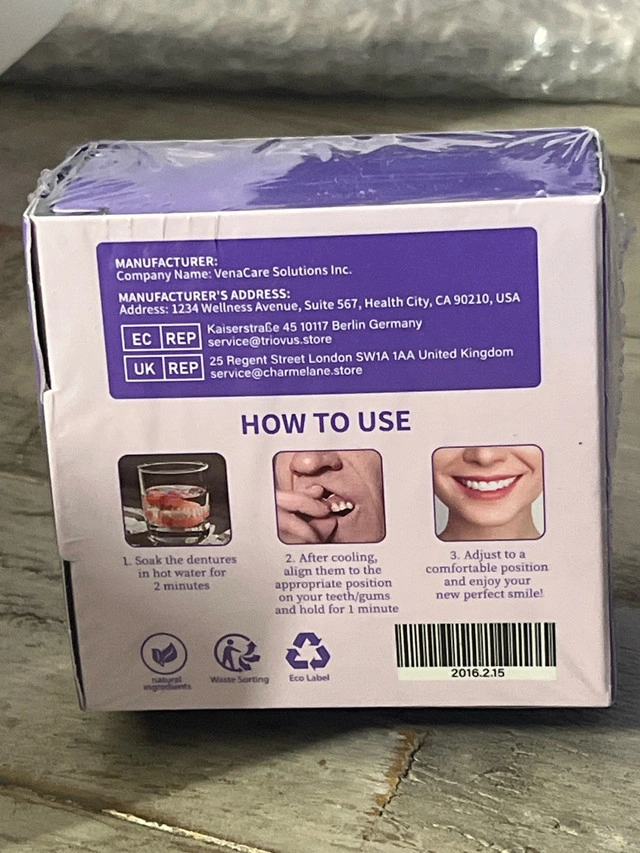 MANUFACTURER:
Company Name: VenaCare Solutions Inc.
MANUFACTURER'S ADDRESS:
Address: 1234 Wellness Avenue, Suite 567, Health City, CA 90210, USA
EC REP
Kaiserstraße 45 10117 Berlin Germany
service@triovus.store
UK REP
25 Regent Street London SW1A 1AA United Kingdom
service@charmelane.store
HOW TO USE
1. Soak the dentures
in hot water for
2 minutes
2. After cooling,
align them to the
appropriate position
on your teeth/gums
and hold for 1 minute
3. Adjust to a
comfortable position
and enjoy your
new perfect smile!
natural
ingredients
Waste Sorting
Eco Label
2016.2.15